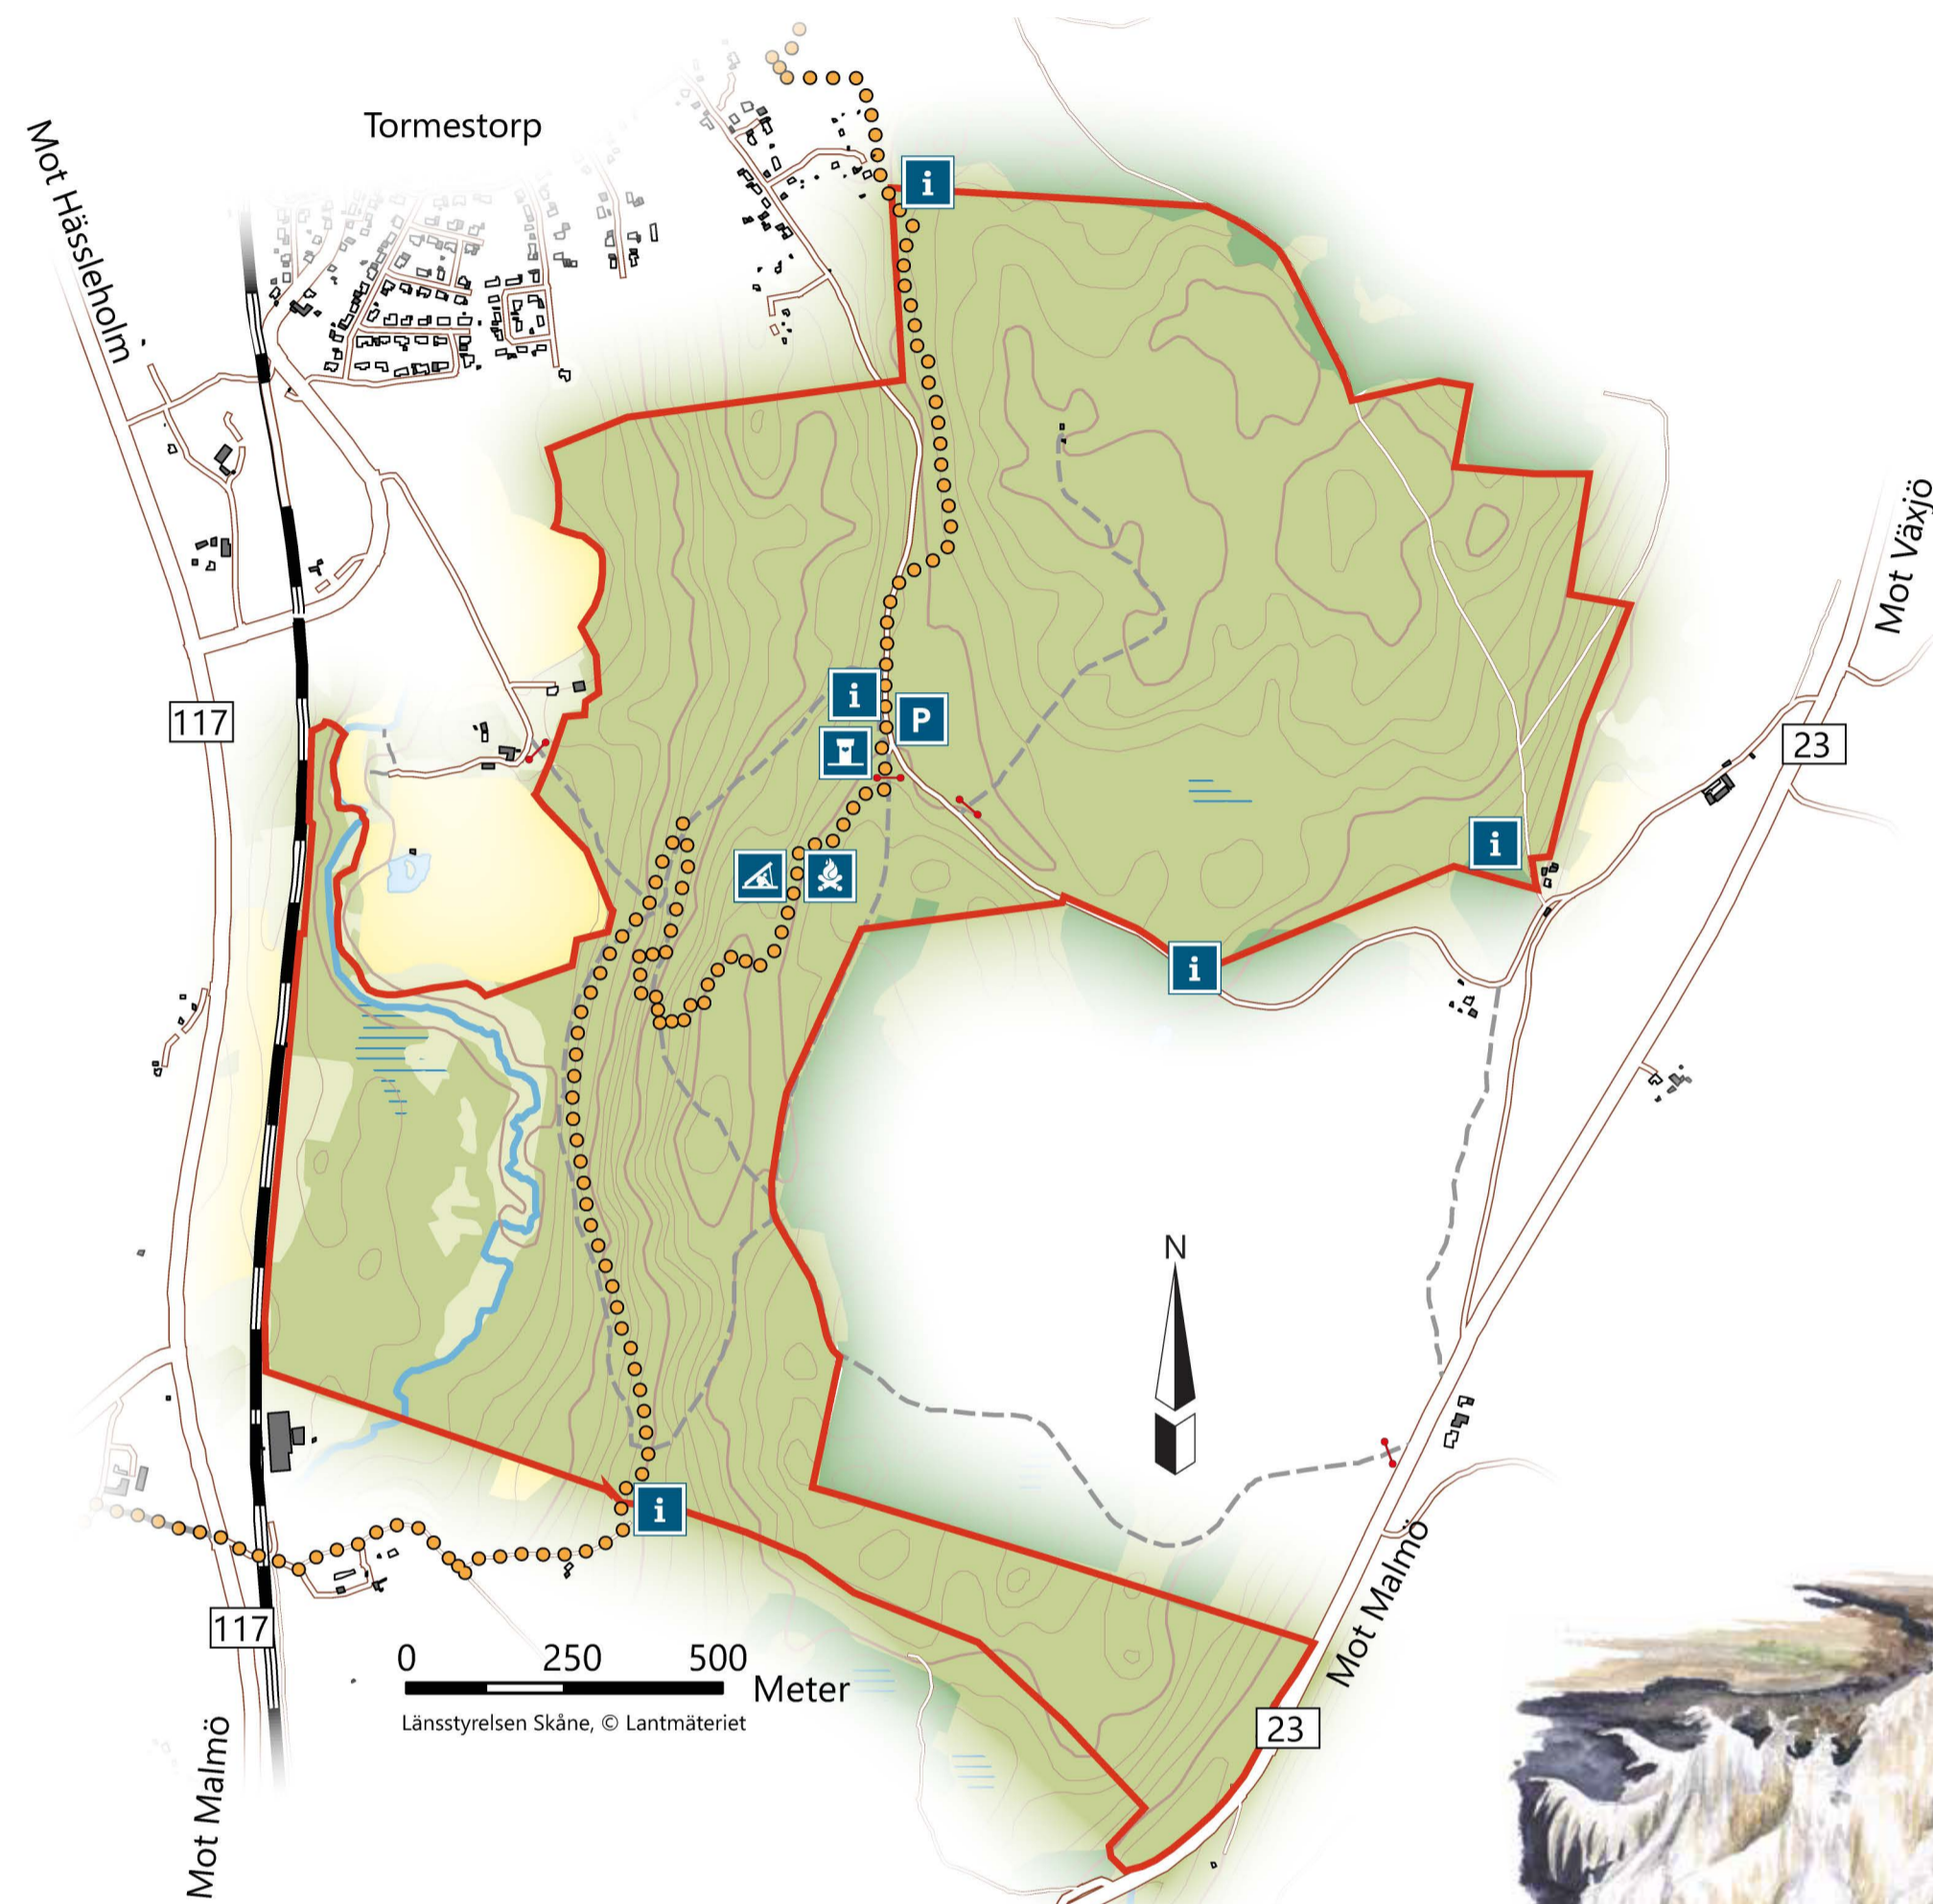 Tormestorp
Mot Hässleholm
i
Mot Växjö
i
P
117
23
i
i
N
i
117
0 250 500
Meter
Länsstyrelsen Skåne, © Lantmäteriet
Mot Malmö
23
Mot Malmö